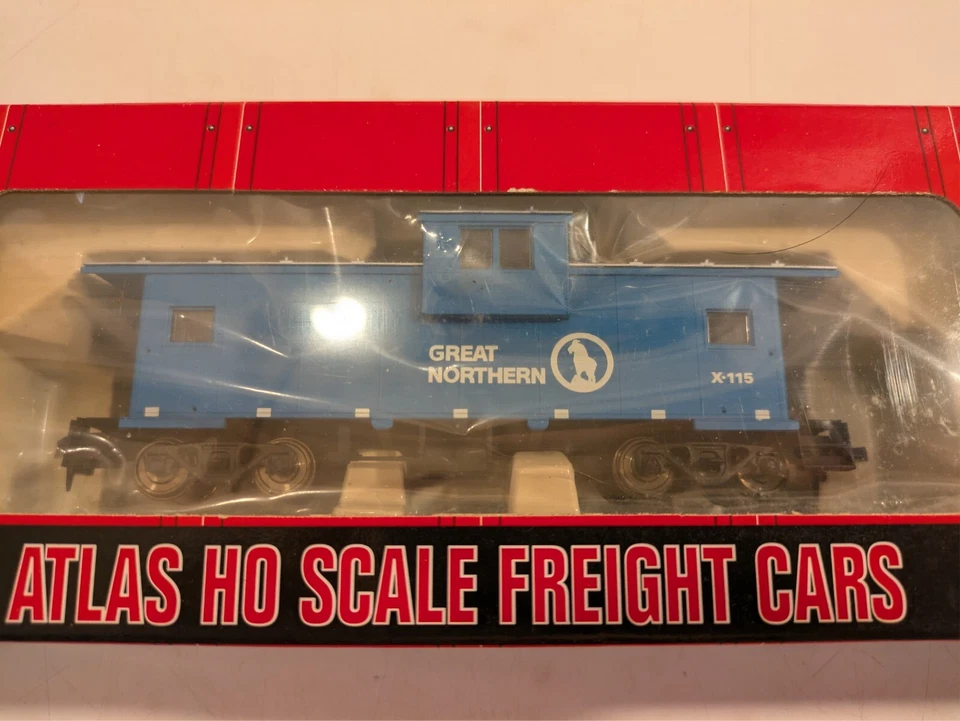 GREAT
NORTHERN
X-115
ATLAS HO SCALE FREIGHT CARS